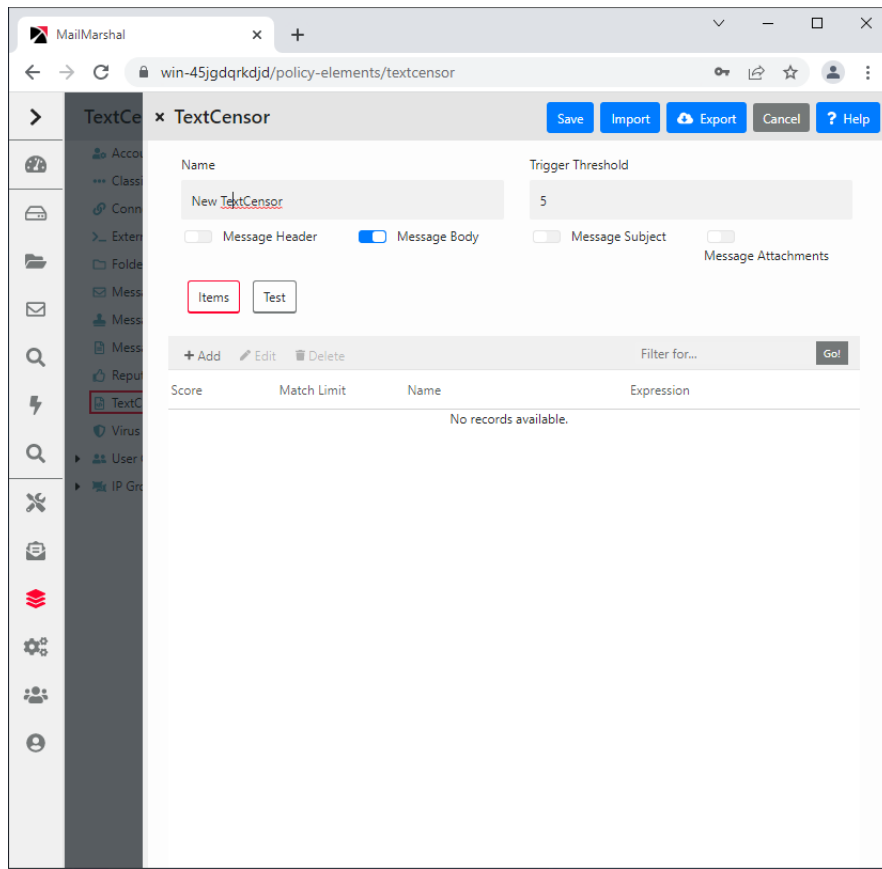 MailMarshal
win-45jgdqrkdjd/policy-elements/textcensor
TextCe
TextCensor
Save
Import
Export
Cancel
? Help
Accou
Classi
Conn
Extern
Folde
Mess
Mess
Mess
Reput
TextC
Virus
User
IP Gro
Name
Trigger Threshold
New TextCensor
5
Message Header
Message Body
Message Subject
Message Attachments
Items
Test
+ Add
Edit
Delete
Filter for...
Go!
Score
Match Limit
Name
Expression
No records available.